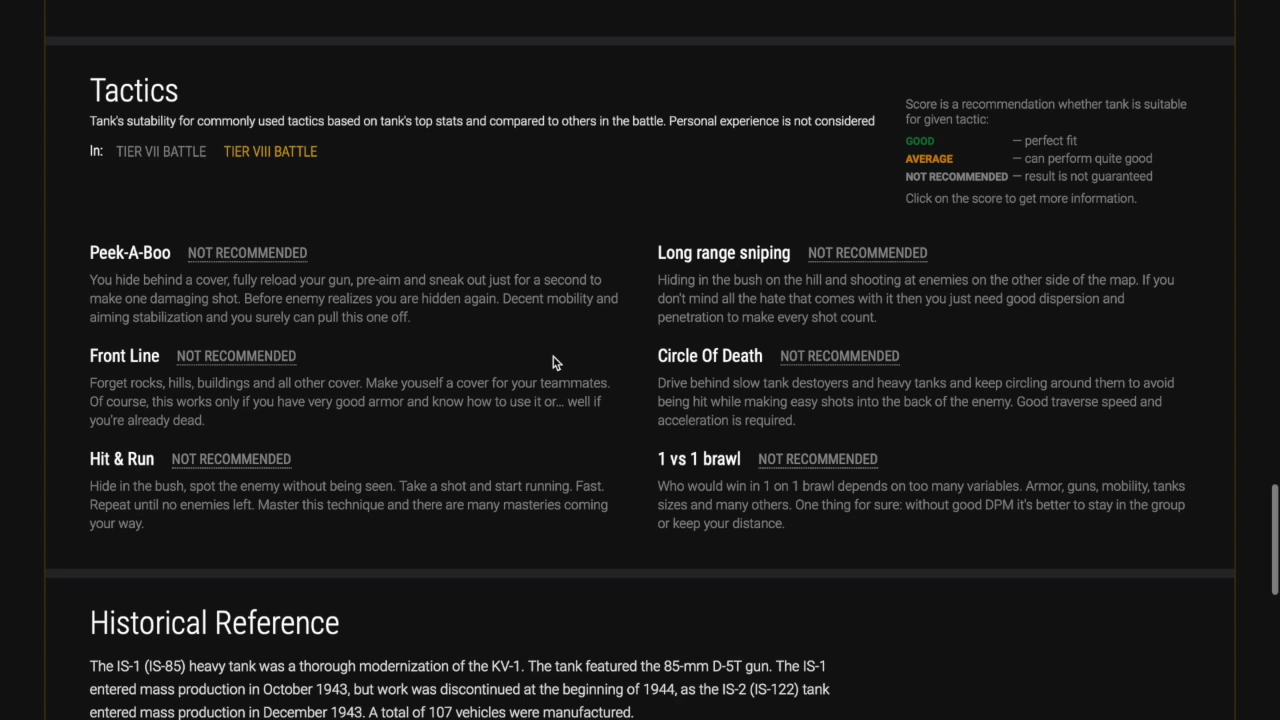 Tactics
Tank's sutability for commonly used tactics based on tank's top stats and compared to others in the battle. Personal experience is not considered
In: TIER VII BATTLE TIER VIII BATTLE
Score is a recommendation whether tank is suitable
for given tactic:
GOOD — perfect fit
AVERAGE — can perform quite good
NOT RECOMMENDED — result is not guaranteed
Click on the score to get more information.
Peek-A-Boo NOT RECOMMENDED
You hide behind a cover, fully reload your gun, pre-aim and sneak out just for a second to
make one damaging shot. Before enemy realizes you are hidden again. Decent mobility and
aiming stabilization and you surely can pull this one off.
Long range sniping NOT RECOMMENDED
Hiding in the bush on the hill and shooting at enemies on the other side of the map. If you
don't mind all the hate that comes with it then you just need good dispersion and
penetration to make every shot count.
Front Line NOT RECOMMENDED
Forget rocks, hills, buildings and all other cover. Make youself a cover for your teammates.
Of course, this works only if you have very good armor and know how to use it or... well if
you're already dead.
Circle Of Death NOT RECOMMENDED
Drive behind slow tank destoyers and heavy tanks and keep circling around them to avoid
being hit while making easy shots into the back of the enemy. Good traverse speed and
acceleration is required.
Hit & Run NOT RECOMMENDED
Hide in the bush, spot the enemy without being seen. Take a shot and start running. Fast.
Repeat until no enemies left. Master this technique and there are many masteries coming
your way.
1 vs 1 brawl NOT RECOMMENDED
Who would win in 1 on 1 brawl depends on too many variables. Armor, guns, mobility, tanks
sizes and many others. One thing for sure: without good DPM it's better to stay in the group
or keep your distance.
Historical Reference
The IS-1 (IS-85) heavy tank was a thorough modernization of the KV-1. The tank featured the 85-mm D-5T gun. The IS-1
entered mass production in October 1943, but work was discontinued at the beginning of 1944, as the IS-2 (IS-122) tank
entered mass production in December 1943. A total of 107 vehicles were manufactured.